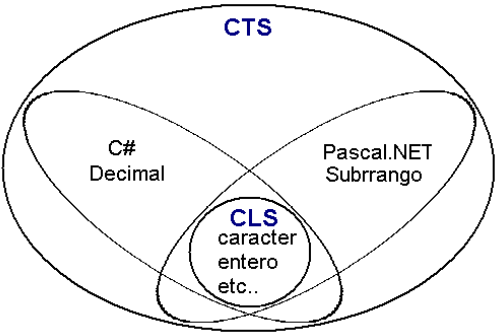 CTS
C#
Decimal
Pascal.NET
Subrrango
CLS
caracter
entero
etc..